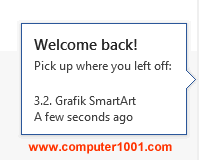 Welcome back!
Pick up where you left off:
3.2. Grafik SmartArt
A few seconds ago
www.computer1001.com